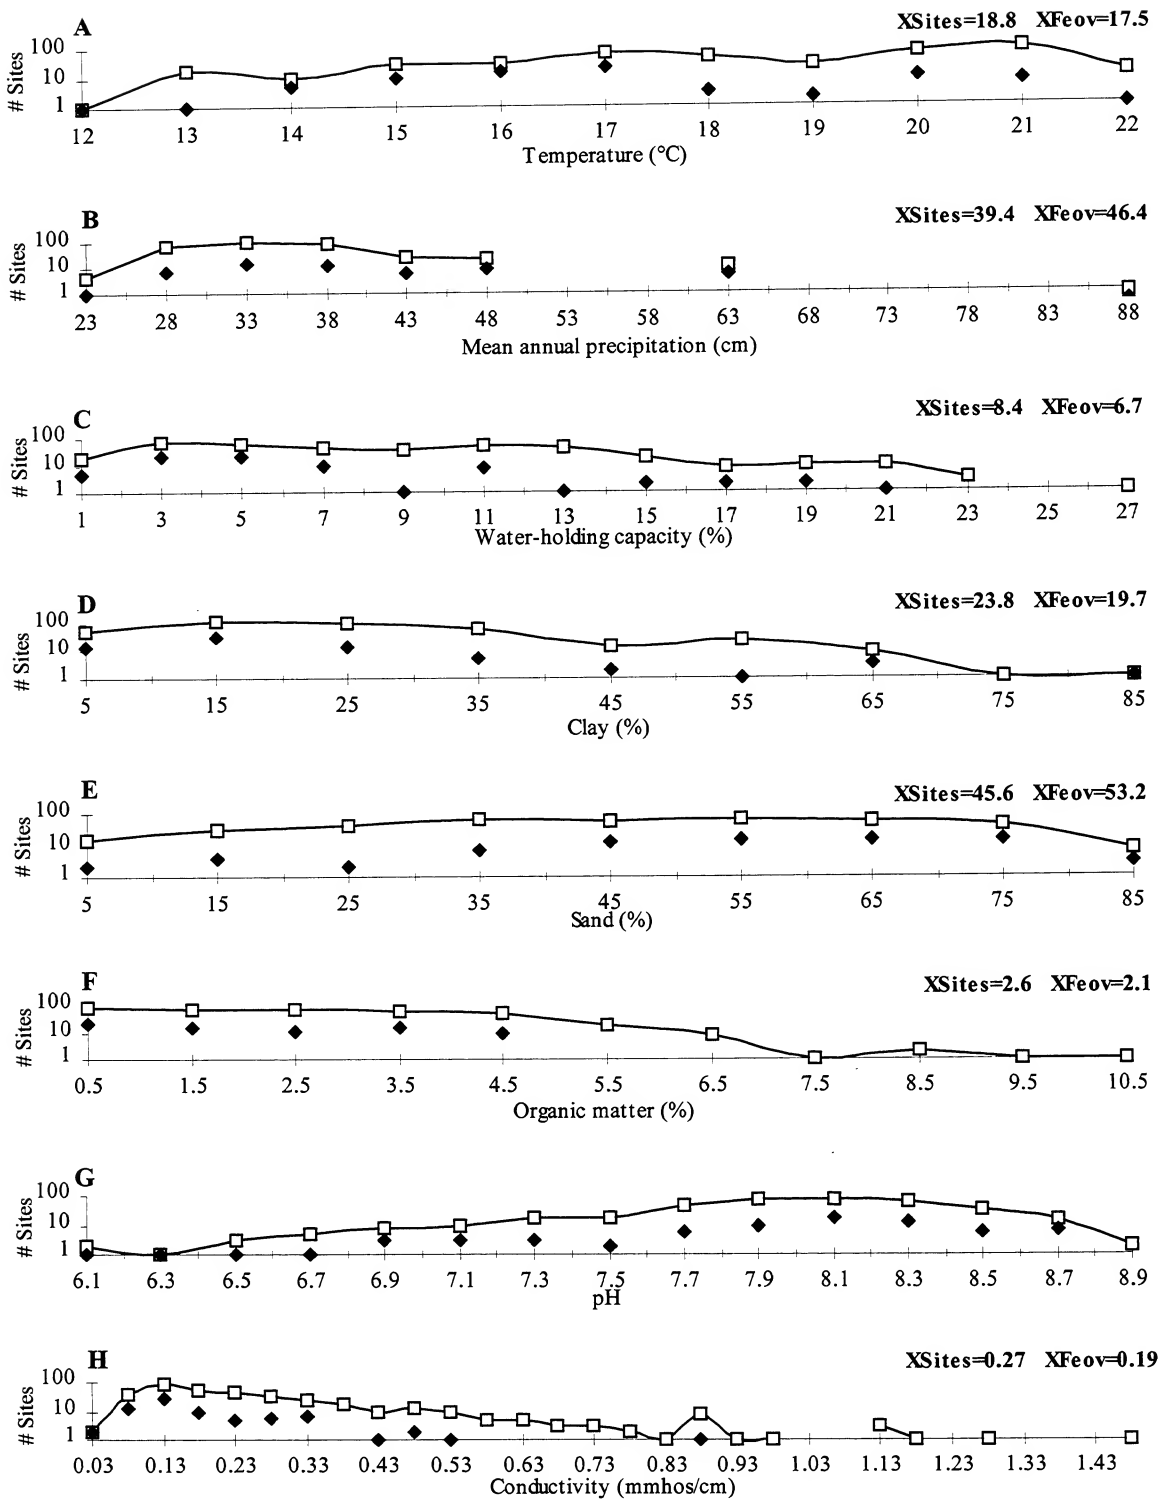 A
XSites=18.8 XFeov=17.5
# Sites
100
10
1
12 13 14 15 16 17 18 19 20 21 22
Temperature (°C)
B
XSites=39.4 XFeov=46.4
# Sites
100
10
1
23 28 33 38 43 48 53 58 63 68 73 78 83 88
Mean annual precipitation (cm)
C
XSites=8.4 XFeov=6.7
# Sites
100
10
1
1 3 5 7 9 11 13 15 17 19 21 23 25 27
Water-holding capacity (%)
D
XSites=23.8 XFeov=19.7
# Sites
100
10
1
5 15 25 35 45 55 65 75 85
Clay (%)
E
XSites=45.6 XFeov=53.2
# Sites
100
10
1
5 15 25 35 45 55 65 75 85
Sand (%)
F
XSites=2.6 XFeov=2.1
# Sites
100
10
1
0.5 1.5 2.5 3.5 4.5 5.5 6.5 7.5 8.5 9.5 10.5
Organic matter (%)
G
# Sites
100
10
1
6.1 6.3 6.5 6.7 6.9 7.1 7.3 7.5 7.7 7.9 8.1 8.3 8.5 8.7 8.9
pH
H
XSites=0.27 XFeov=0.19
# Sites
100
10
1
0.03 0.13 0.23 0.33 0.43 0.53 0.63 0.73 0.83 0.93 1.03 1.13 1.23 1.33 1.43
Conductivity (mmhos/cm)